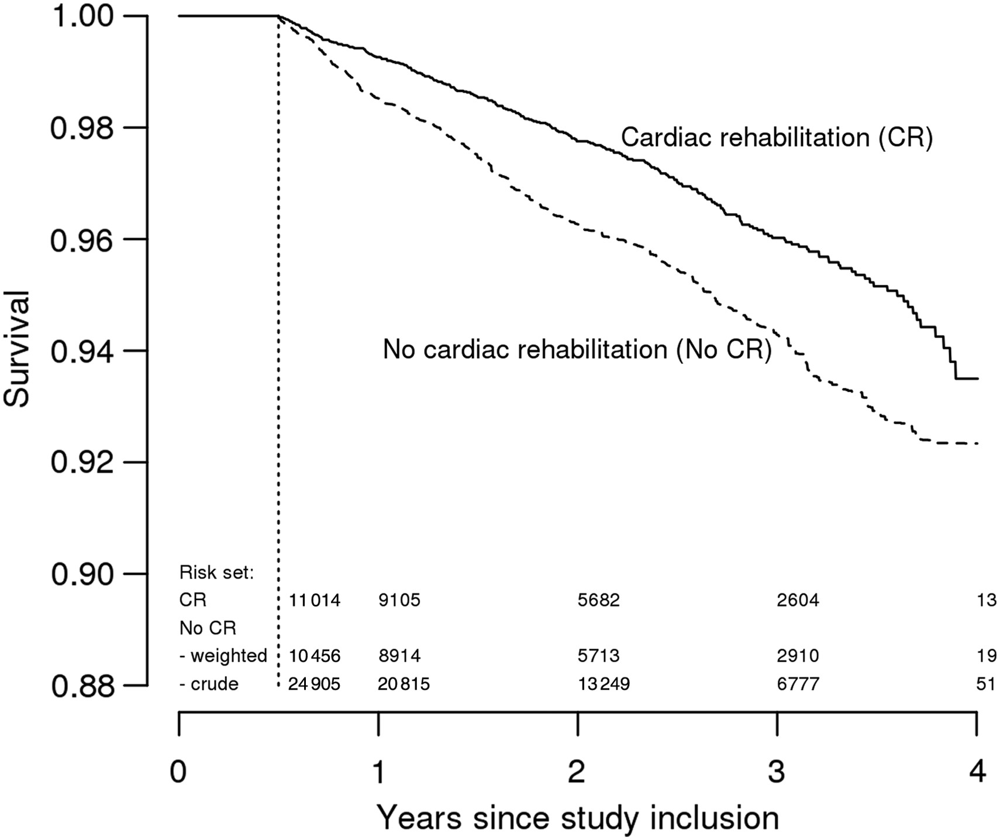 1.00
0.98
0.96
0.94
0.92
0.90
0.88
Survival
Cardiac rehabilitation (CR)
No cardiac rehabilitation (No CR)
Risk set:
CR 11 014 9105 5682 2604 13
No CR
- weighted 10 456 8914 5713 2910 19
- crude 24 905 20 815 13 249 6777 51
0 1 2 3 4
Years since study inclusion